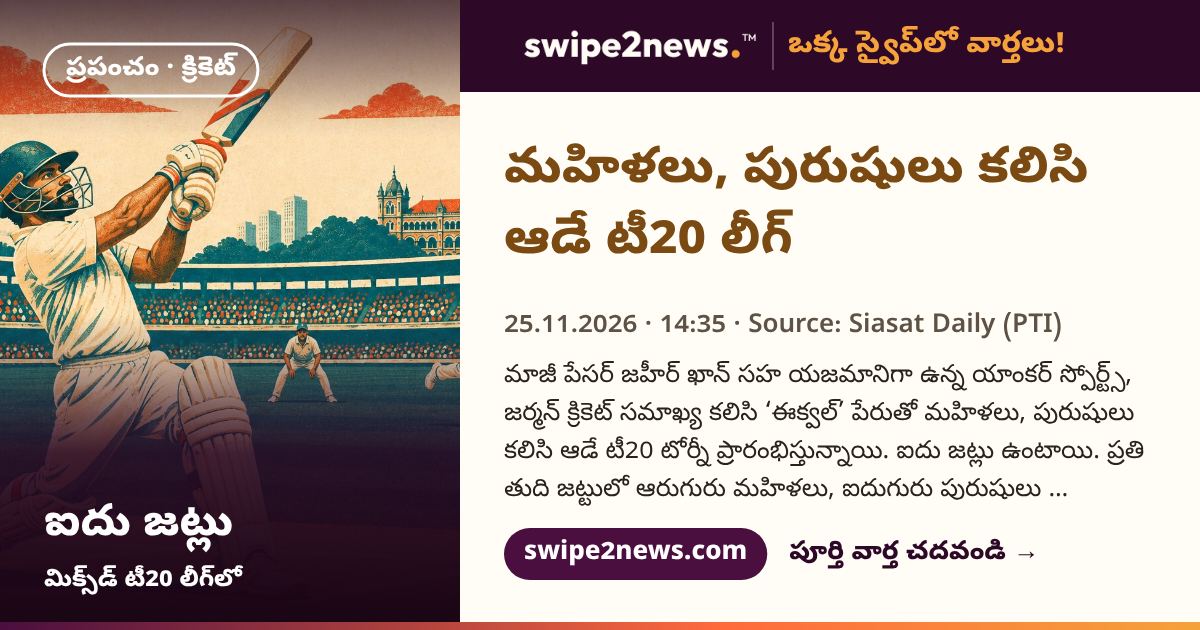 ప్రపంచం · క్రికెట్
swipe2news.™
ఒక్క స్వైప్‌లో వార్తలు!
మహిళలు, పురుషులు కలిసి
ఆడే టీ20 లీగ్
25.11.2026 · 14:35 · Source: Siasat Daily (PTI)
మాజీ పేసర్ జహీర్ ఖాన్ సహ యజమానిగా ఉన్న యాంకర్ స్పోర్ట్స్,
జర్మన్ క్రికెట్ సమాఖ్య కలిసి ‘ఈక్వల్’ పేరుతో మహిళలు, పురుషులు
కలిసి ఆడే టీ20 టోర్నీ ప్రారంభిస్తున్నాయి. ఐదు జట్లు ఉంటాయి. ప్రతి
తుది జట్టులో ఆరుగురు మహిళలు, ఐదుగురు పురుషులు ...
ఐదు జట్లు
మిక్స్‌డ్ టీ20 లీగ్‌లో
swipe2news.com
పూర్తి వార్త చదవండి →